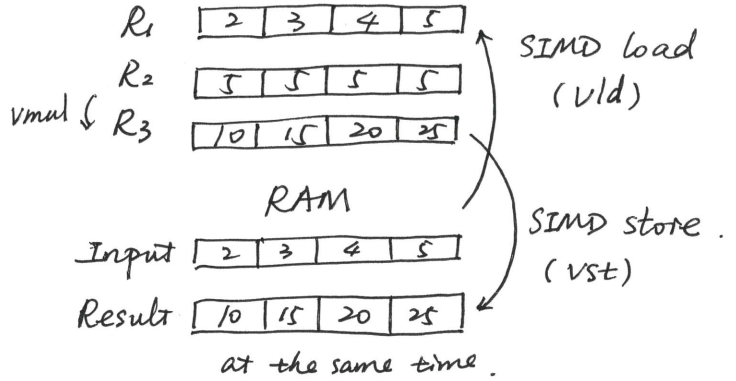 R1 2 3 4 5
SIMD load
R2 5 5 5 5
(vld)
vmul R3 10 15 20 25
RAM
SIMD store.
Input 2 3 4 5
(vst)
Result 10 15 20 25
at the same time.